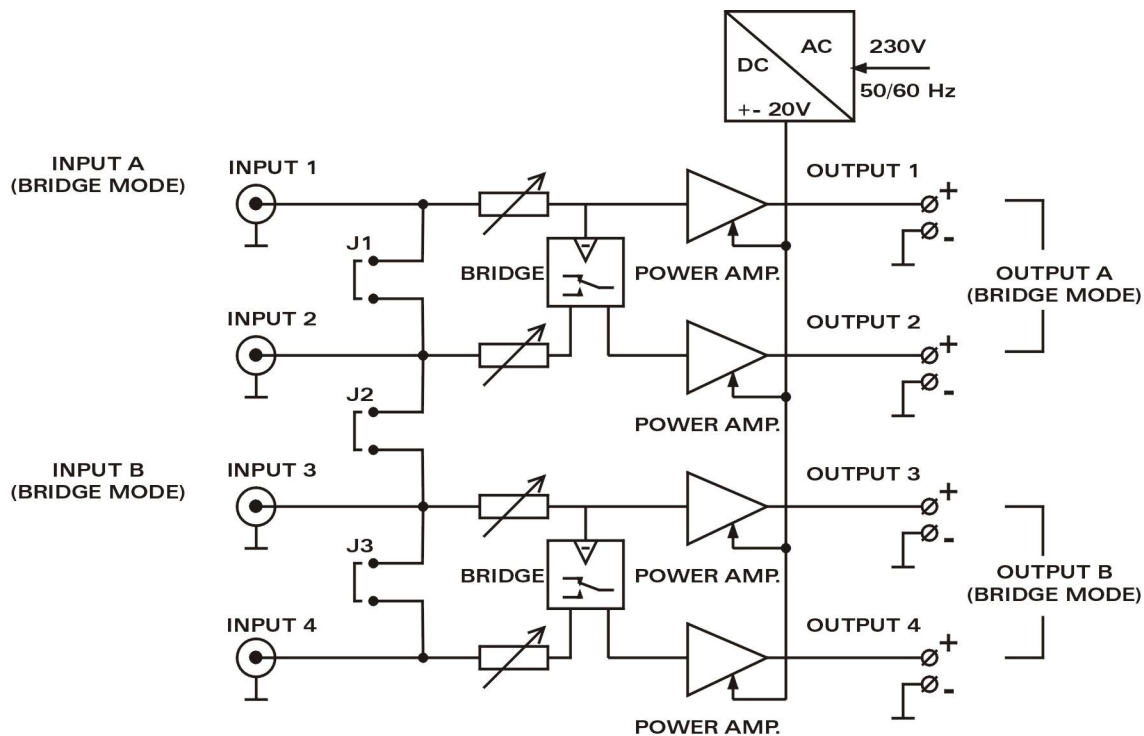 AC
DC
+- 20V
230V
50/60 Hz
INPUT A
(BRIDGE MODE)
INPUT 1
OUTPUT 1
+
-
J1
BRIDGE
POWER AMP.
OUTPUT A
(BRIDGE MODE)
INPUT 2
OUTPUT 2
+
-
J2
POWER AMP.
INPUT B
(BRIDGE MODE)
INPUT 3
OUTPUT 3
+
-
J3
BRIDGE
POWER AMP.
OUTPUT B
(BRIDGE MODE)
INPUT 4
OUTPUT 4
+
-
POWER AMP.